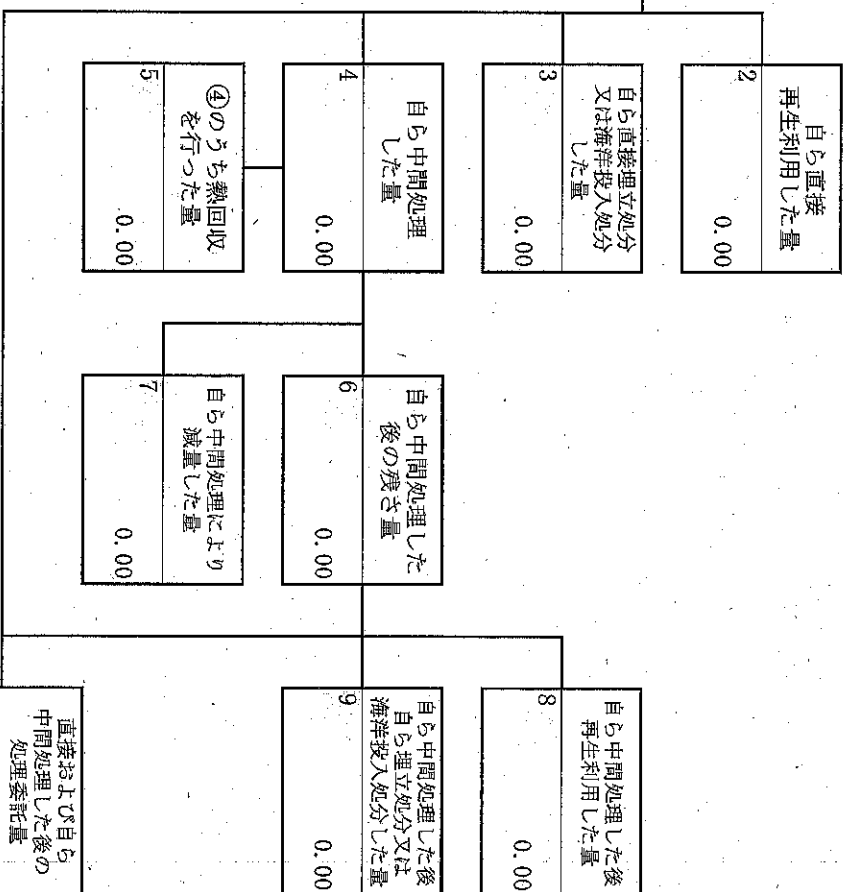 2
自ら直接
再生利用した量
0.00
3
自ら直接埋立処分
又は海洋投入処分
した量
0.00
4
自ら中間処理
した量
0.00
5
④のうち熱回収
を行った量
0.00
6
自ら中間処理した
後の残さ量
0.00
7
自ら中間処理により
減量した量
0.00
8
自ら中間処理した後
再生利用した量
0.00
9
自ら中間処理した後
自ら埋立処分又は
海洋投入処分した量
0.00
直接および自ら
中間処理した後の
処理委託量